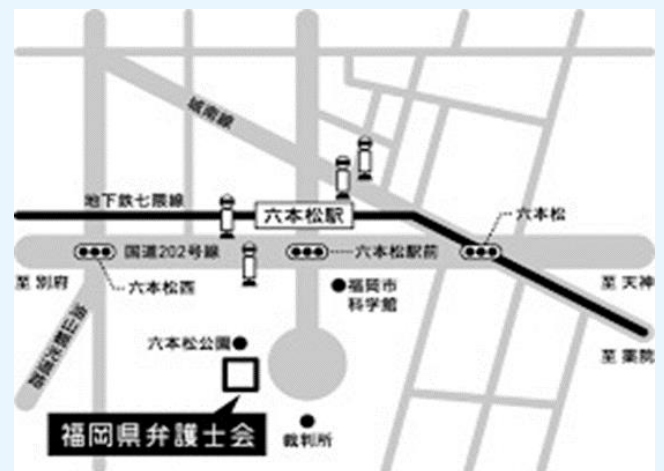 城南線
地下鉄七隈線
六本松駅
六本松
国道202号線
六本松駅前
至 別府
六本松西
福岡市
科学館
至 天神
六本松公園
至 薬院
福岡県弁護士会
裁判所